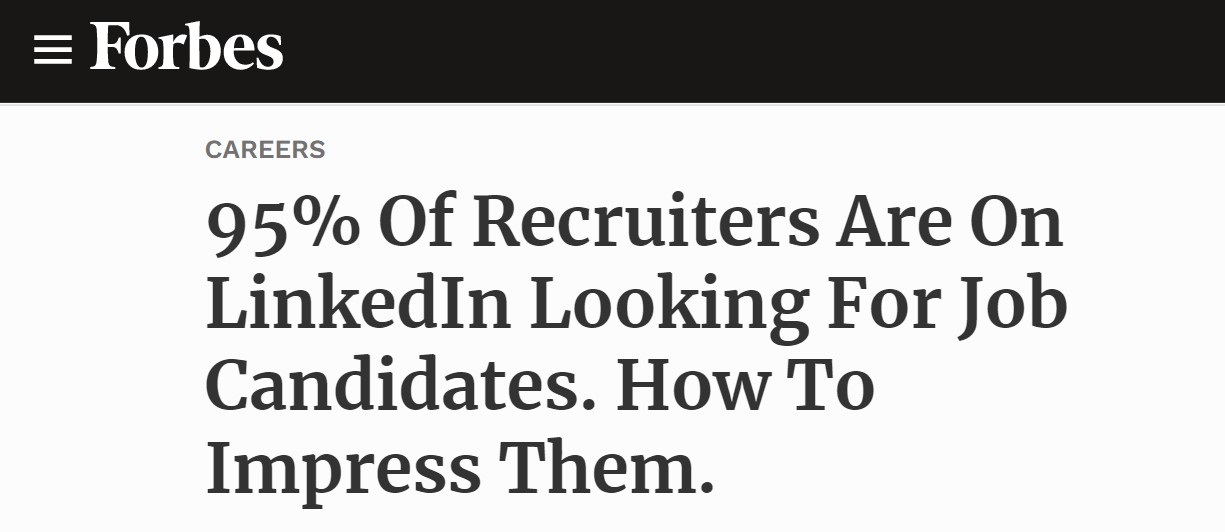 Forbes
CAREERS
95% Of Recruiters Are On
LinkedIn Looking For Job
Candidates. How To
Impress Them.